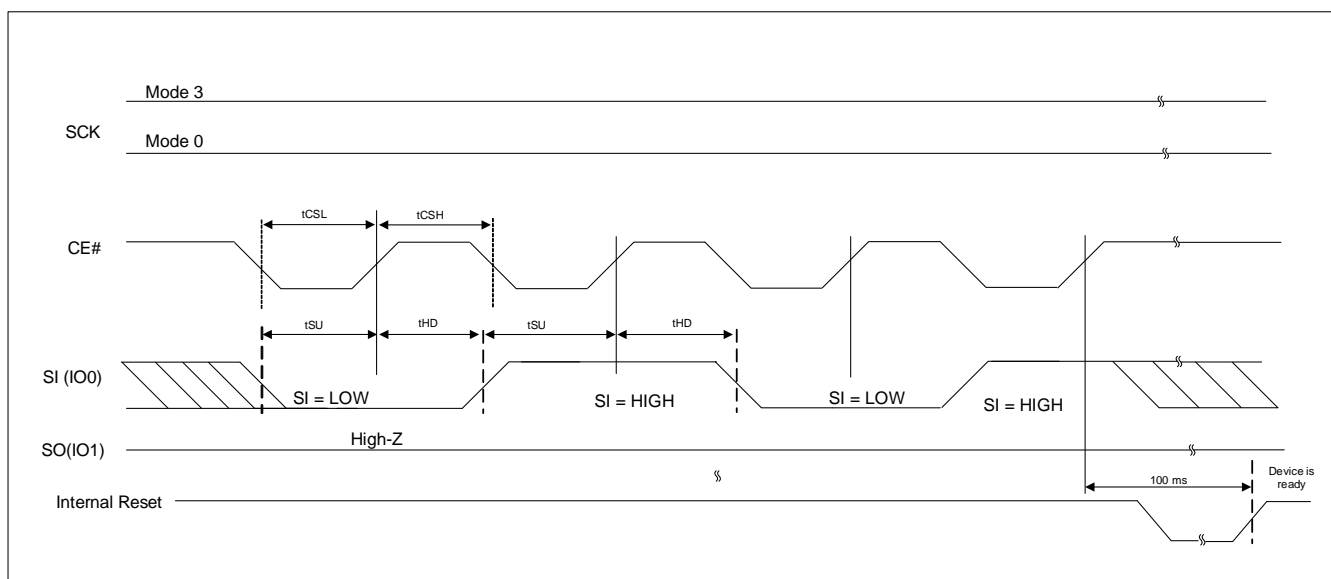 Mode 3
SCK
Mode 0
tCSL
tCSH
CE#
tSU
tHD
tSU
tHD
SI (IO0)
SI = LOW
SI = HIGH
SI = LOW
SI = HIGH
High-Z
SO(IO1)
100 ms
Device is
ready
Internal Reset